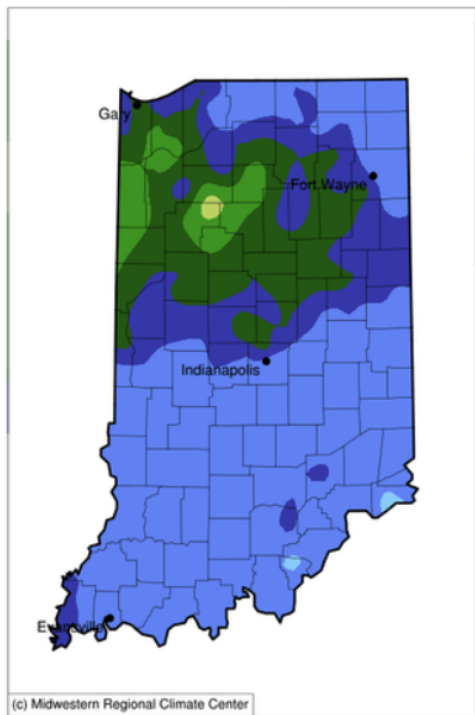 Gary
Fort Wayne
Indianapolis
Evansville
(c) Midwestern Regional Climate Center